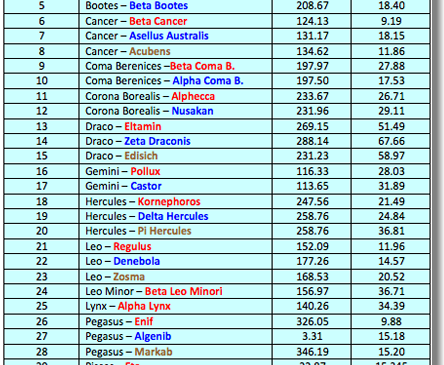 5 Bootes – Beta Bootes 208.67 18.40
6 Cancer – Beta Cancer 124.13 9.19
7 Cancer – Asellus Australis 131.17 18.15
8 Cancer – Acubens 134.62 11.86
9 Coma Berenices –Beta Coma B. 197.97 27.88
10 Coma Berenices – Alpha Coma B. 197.50 17.53
11 Corona Borealis – Alphecca 233.67 26.71
12 Corona Borealis – Nusakan 231.96 29.11
13 Draco – Eltamin 269.15 51.49
14 Draco – Zeta Draconis 288.14 67.66
15 Draco – Edisich 231.23 58.97
16 Gemini – Pollux 116.33 28.03
17 Gemini – Castor 113.65 31.89
18 Hercules – Kornephoros 247.56 21.49
19 Hercules – Delta Hercules 258.76 24.84
20 Hercules – Pi Hercules 258.76 36.81
21 Leo – Regulus 152.09 11.96
22 Leo – Denebola 177.26 14.57
23 Leo – Zosma 168.53 20.52
24 Leo Minor – Beta Leo Minori 156.97 36.71
25 Lynx – Alpha Lynx 140.26 34.39
26 Pegasus – Enif 326.05 9.88
27 Pegasus – Algenib 3.31 15.18
28 Pegasus – Markab 346.19 15.20